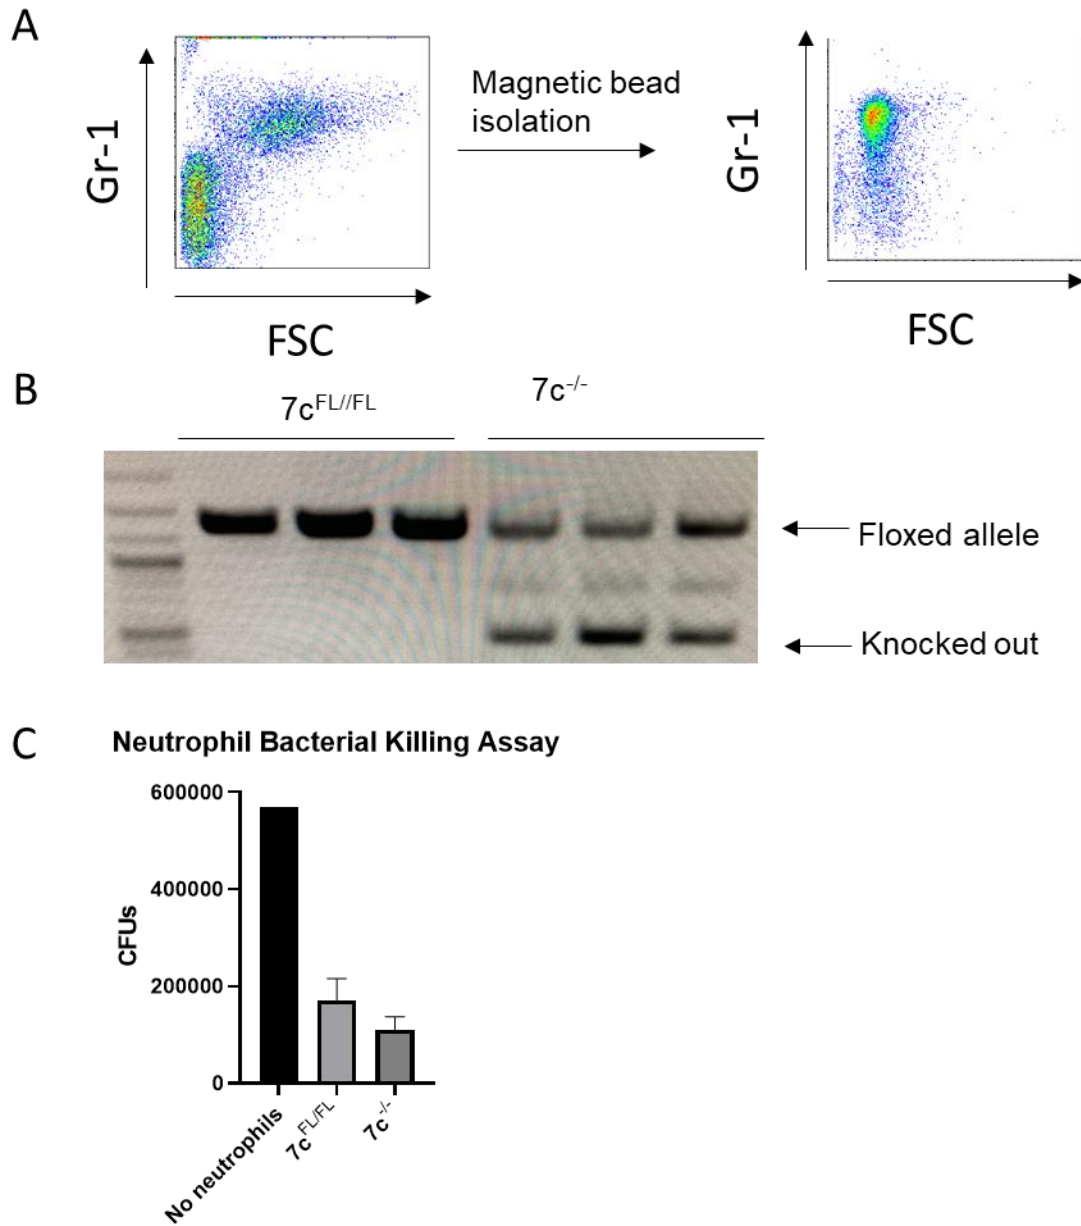 A
Gr-1
FSC
Magnetic bead
isolation
Gr-1
FSC
B
7c^FL//FL
7c^-/-
Floxed allele
Knocked out
C
Neutrophil Bacterial Killing Assay
CFUs
600000
400000
200000
0
No neutrophils
7c^FL/FL
7c^-/-